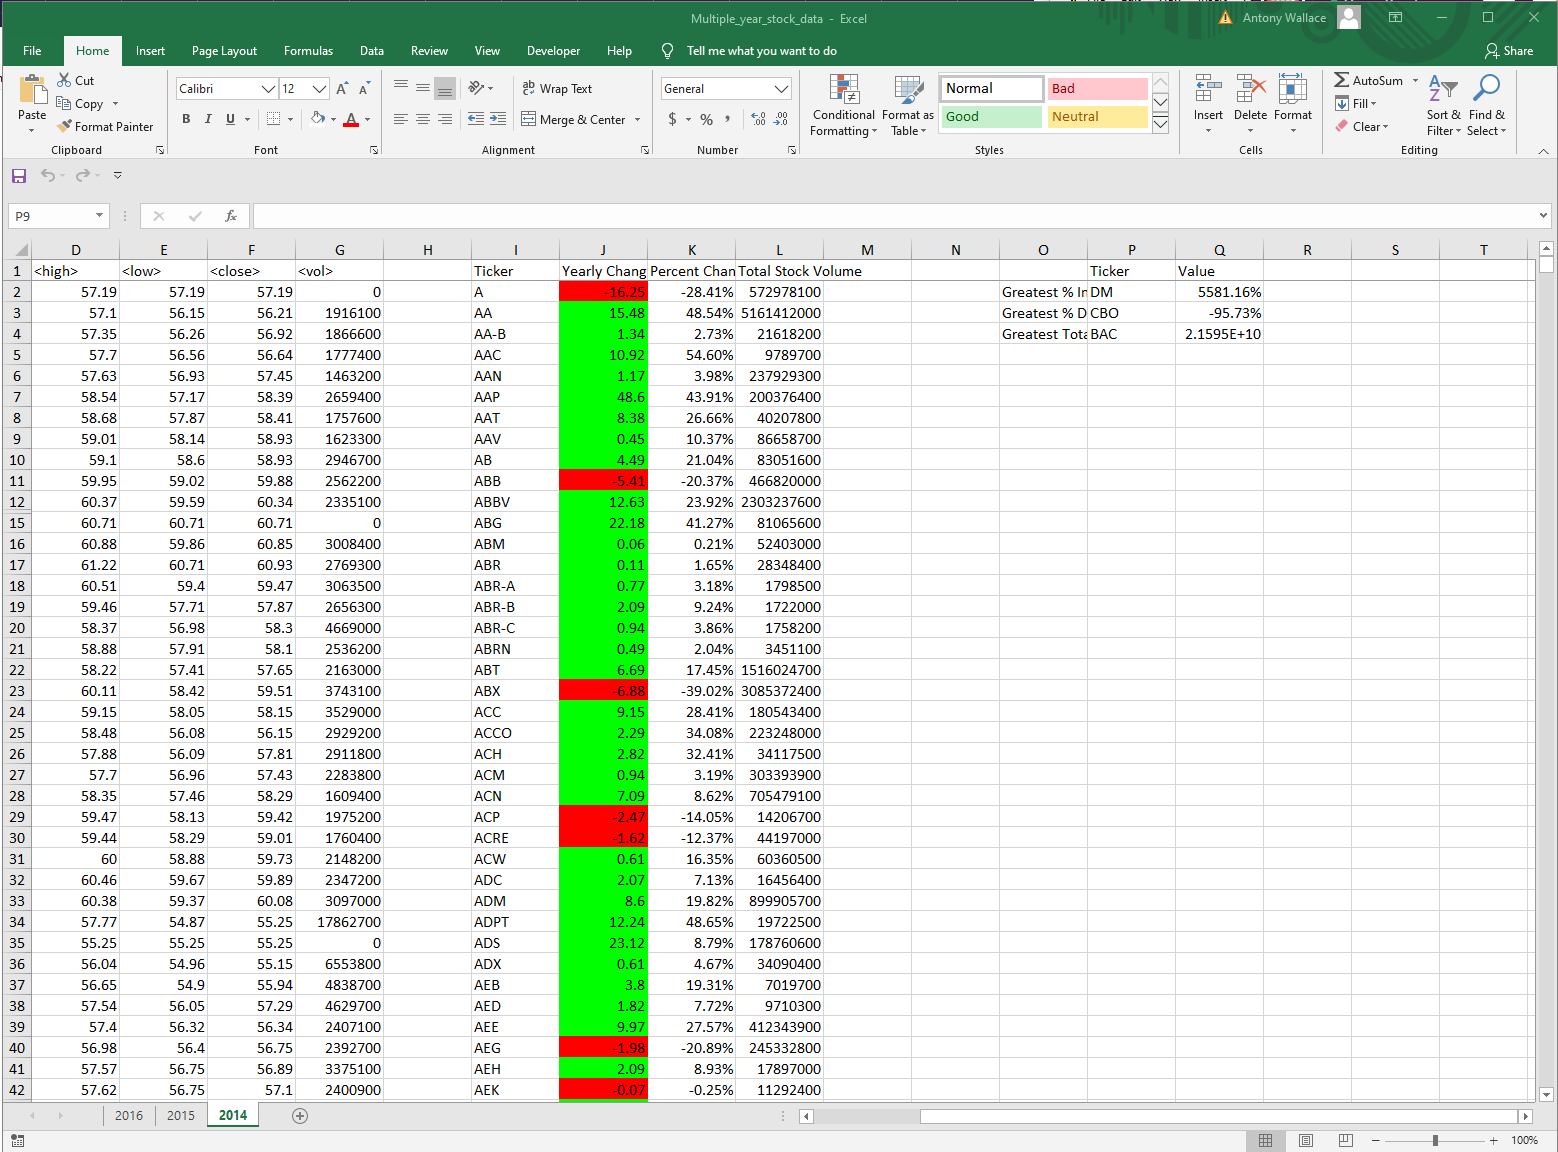 Multiple_year_stock_data - Excel
Antony Wallace
File Home Insert Page Layout Formulas Data Review View Developer Help Tell me what you want to do Share
Cut
Copy
Format Painter
Paste
Clipboard
Calibri 12
B I U
Font
Wrap Text
Merge & Center
Alignment
General
$ % ,
Number
Conditional Formatting
Format as Table
Normal Bad
Good Neutral
Styles
Insert Delete Format
Cells
AutoSum
Fill
Clear
Sort & Filter
Find & Select
Editing
P9 fx
D E F G H I J K L M N O P Q R S T
1 <high> <low> <close> <vol> Ticker Yearly Chang Percent Chan Total Stock Volume Ticker Value
2 57.19 57.19 57.19 0 A -16.25 -28.41% 572978100 Greatest % In DM 5581.16%
3 57.1 56.15 56.21 1916100 AA 15.48 48.54% 5161412000 Greatest % D CBO -95.73%
4 57.35 56.26 56.92 1866600 AA-B 1.34 2.73% 21618200 Greatest Tota BAC 2.1595E+10
5 57.7 56.56 56.64 1777400 AAC 10.92 54.60% 9789700
6 57.63 56.93 57.45 1463200 AAN 1.17 3.98% 237929300
7 58.54 57.17 58.39 2659400 AAP 48.6 43.91% 200376400
8 58.68 57.87 58.41 1757600 AAT 8.38 26.66% 40207800
9 59.01 58.14 58.93 1623300 AAV 0.45 10.37% 86658700
10 59.1 58.6 58.93 2946700 AB 4.49 21.04% 83051600
11 59.95 59.02 59.88 2562200 ABB -5.41 -20.37% 466820000
12 60.37 59.59 60.34 2335100 ABBV 12.63 23.92% 2303237600
15 60.71 60.71 60.71 0 ABG 22.18 41.27% 81065600
16 60.88 59.86 60.85 3008400 ABM 0.06 0.21% 52403000
17 61.22 60.71 60.93 2769300 ABR 0.11 1.65% 28348400
18 60.51 59.4 59.47 3063500 ABR-A 0.77 3.18% 1798500
19 59.46 57.71 57.87 2656300 ABR-B 2.09 9.24% 1722000
20 58.37 56.98 58.3 4669000 ABR-C 0.94 3.86% 1758200
21 58.88 57.91 58.1 2536200 ABRN 0.49 2.04% 3451100
22 58.22 57.41 57.65 2163000 ABT 6.69 17.45% 1516024700
23 60.11 58.42 59.51 3743100 ABX -6.88 -39.02% 3085372400
24 59.15 58.05 58.15 3529000 ACC 9.15 28.41% 180543400
25 58.48 56.08 56.15 2929200 ACCO 2.29 34.08% 223248000
26 57.88 56.09 57.81 2911800 ACH 2.82 32.41% 34117500
27 57.7 56.96 57.43 2283800 ACM 0.94 3.19% 303393900
28 58.35 57.46 58.29 1609400 ACN 7.09 8.62% 705479100
29 59.47 58.13 59.42 1975200 ACP -2.47 -14.05% 14206700
30 59.44 58.29 59.01 1760400 ACRE -1.62 -12.37% 44197000
31 60 58.88 59.73 2148200 ACW 0.61 16.35% 60360500
32 60.46 59.67 59.89 2347200 ADC 2.07 7.13% 16456400
33 60.38 59.37 60.08 3097000 ADM 8.6 19.82% 899905700
34 57.77 54.87 55.25 17862700 ADPT 12.24 48.65% 19722500
35 55.25 55.25 55.25 0 ADS 23.12 8.79% 178760600
36 56.04 54.96 55.15 6553800 ADX 0.61 4.67% 34090400
37 56.65 54.9 55.94 4838700 AEB 3.8 19.31% 7019700
38 57.54 56.05 57.29 4629700 AED 1.82 7.72% 9710300
39 57.4 56.32 56.34 2407100 AEE 9.97 27.57% 412343900
40 56.98 56.4 56.75 2392700 AEG -1.98 -20.89% 245332800
41 57.57 56.75 56.89 3375100 AEH 2.09 8.93% 17897000
42 57.62 56.75 57.1 2400900 AEK -0.07 -0.25% 11292400
2016 2015 2014
100%